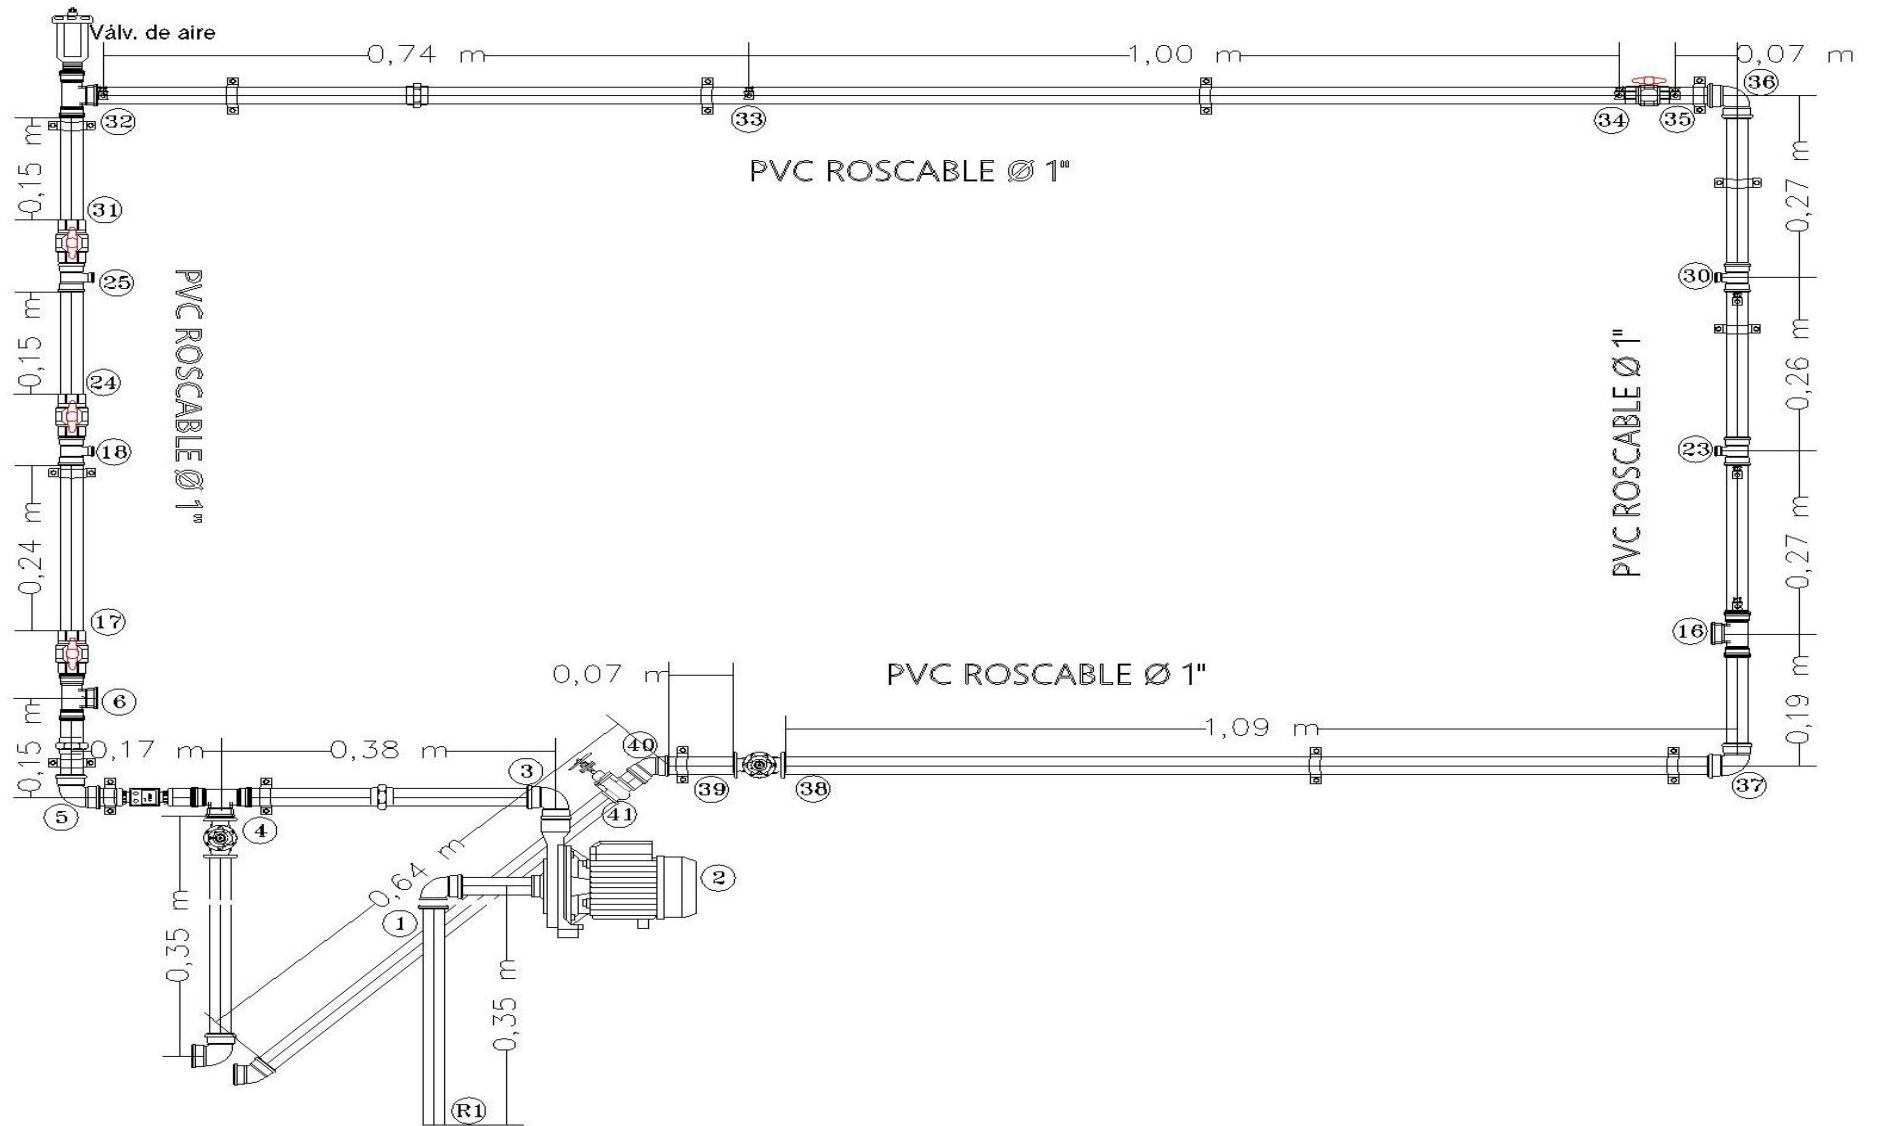 Válv. de aire
0,74 m
1,00 m
0,07 m
36
32
33
34
35
0,15 m
PVC ROSCABLE Ø 1"
0,27 m
31
25
30
PVC ROSCABLE Ø 1"
0,15 m
0,26 m
24
PVC ROSCABLE Ø 1"
18
23
0,24 m
0,27 m
17
16
0,07 m
PVC ROSCABLE Ø 1"
6
0,19 m
0,15 m
0,17 m
0,38 m
40
1,09 m
3
39
38
37
5
4
41
0,64 m
2
1
0,35 m
0,35 m
R1